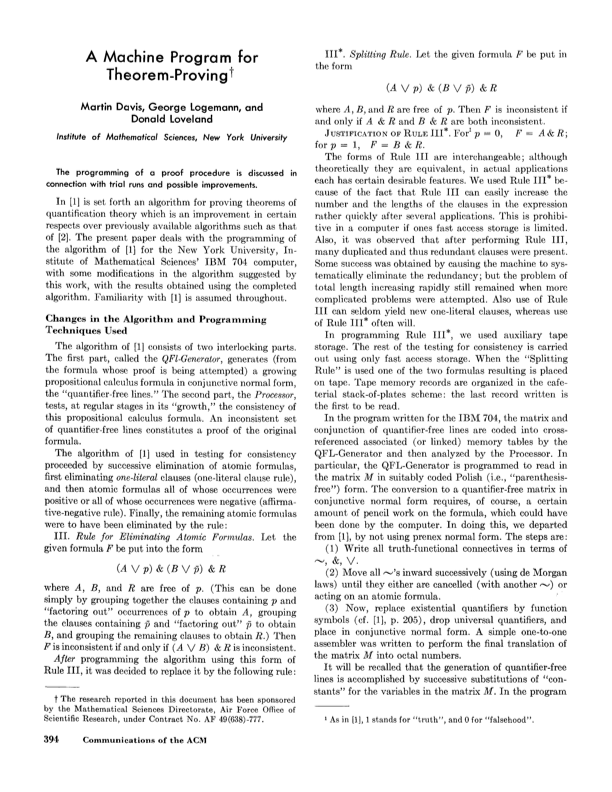 A Machine Program for
Theorem-Proving†
Martin Davis, George Logemann, and
Donald Loveland
Institute of Mathematical Sciences, New York University
The programming of a proof procedure is discussed in
connection with trial runs and possible improvements.
In [1] is set forth an algorithm for proving theorems of
quantification theory which is an improvement in certain
respects over previously available algorithms such as that
of [2]. The present paper deals with the programming of
the algorithm of [1] for the New York University, In-
stitute of Mathematical Sciences' IBM 704 computer,
with some modifications in the algorithm suggested by
this work, with the results obtained using the completed
algorithm. Familiarity with [1] is assumed throughout.
Changes in the Algorithm and Programming
Techniques Used
The algorithm of [1] consists of two interlocking parts.
The first part, called the QFl-Generator, generates (from
the formula whose proof is being attempted) a growing
propositional calculus formula in conjunctive normal form,
the "quantifier-free lines." The second part, the Processor,
tests, at regular stages in its "growth," the consistency of
this propositional calculus formula. An inconsistent set
of quantifier-free lines constitutes a proof of the original
formula.
The algorithm of [1] used in testing for consistency
proceeded by successive elimination of atomic formulas,
first eliminating one-literal clauses (one-literal clause rule),
and then atomic formulas all of whose occurrences were
positive or all of whose occurrences were negative (affirma-
tive-negative rule). Finally, the remaining atomic formulas
were to have been eliminated by the rule:
III. Rule for Eliminating Atomic Formulas. Let the
given formula F be put into the form
(A ∨ p) & (B ∨ p̄) & R
where A, B, and R are free of p. (This can be done
simply by grouping together the clauses containing p and
"factoring out" occurrences of p to obtain A, grouping
the clauses containing p̄ and "factoring out" p̄ to obtain
B, and grouping the remaining clauses to obtain R.) Then
F is inconsistent if and only if (A ∨ B) & R is inconsistent.
After programming the algorithm using this form of
Rule III, it was decided to replace it by the following rule:
† The research reported in this document has been sponsored
by the Mathematical Sciences Directorate, Air Force Office of
Scientific Research, under Contract No. AF 49(638)-777.
394 Communications of the ACM
III*. Splitting Rule. Let the given formula F be put in
the form
(A ∨ p) & (B ∨ p̄) & R
where A, B, and R are free of p. Then F is inconsistent if
and only if A & R and B & R are both inconsistent.
JUSTIFICATION OF RULE III*. For¹ p = 0, F = A & R;
for p = 1, F = B & R.
The forms of Rule III are interchangeable; although
theoretically they are equivalent, in actual applications
each has certain desirable features. We used Rule III* be-
cause of the fact that Rule III can easily increase the
number and the lengths of the clauses in the expression
rather quickly after several applications. This is prohibi-
tive in a computer if ones fast access storage is limited.
Also, it was observed that after performing Rule III,
many duplicated and thus redundant clauses were present.
Some success was obtained by causing the machine to sys-
tematically eliminate the redundancy; but the problem of
total length increasing rapidly still remained when more
complicated problems were attempted. Also use of Rule
III can seldom yield new one-literal clauses, whereas use
of Rule III* often will.
In programming Rule III*, we used auxiliary tape
storage. The rest of the testing for consistency is carried
out using only fast access storage. When the "Splitting
Rule" is used one of the two formulas resulting is placed
on tape. Tape memory records are organized in the cafe-
terial stack-of-plates scheme: the last record written is
the first to be read.
In the program written for the IBM 704, the matrix and
conjunction of quantifier-free lines are coded into cross-
referenced associated (or linked) memory tables by the
QFL-Generator and then analyzed by the Processor. In
particular, the QFL-Generator is programmed to read in
the matrix M in suitably coded Polish (i.e., "parenthesis-
free") form. The conversion to a quantifier-free matrix in
conjunctive normal form requires, of course, a certain
amount of pencil work on the formula, which could have
been done by the computer. In doing this, we departed
from [1], by not using prenex normal form. The steps are:
(1) Write all truth-functional connectives in terms of
∼, &, ∨.
(2) Move all ∼'s inward successively (using de Morgan
laws) until they either are cancelled (with another ∼) or
acting on an atomic formula.
(3) Now, replace existential quantifiers by function
symbols (cf. [1], p. 205), drop universal quantifiers, and
place in conjunctive normal form. A simple one-to-one
assembler was written to perform the final translation of
the matrix M into octal numbers.
It will be recalled that the generation of quantifier-free
lines is accomplished by successive substitutions of "con-
stants" for the variables in the matrix M. In the program
¹ As in [1], 1 stands for "truth", and 0 for "falsehood".